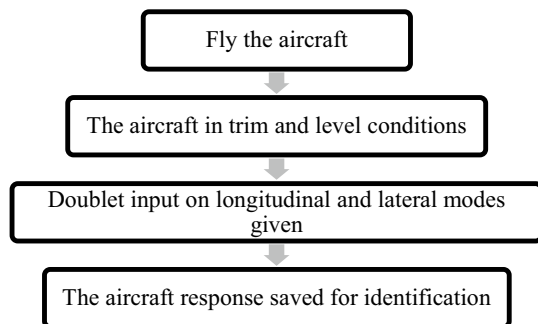 Fly the aircraft
The aircraft in trim and level conditions
Doublet input on longitudinal and lateral modes
given
The aircraft response saved for identification